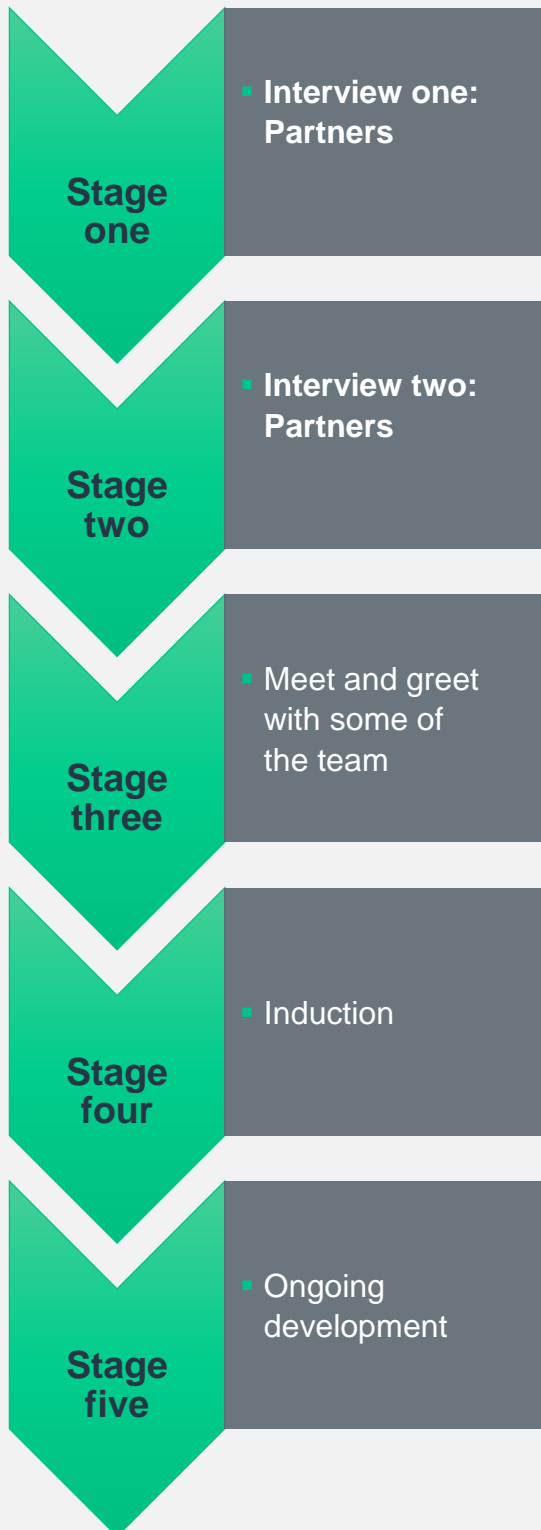 Stage
one
Interview one:
Partners
Stage
two
Interview two:
Partners
Stage
three
Meet and greet
with some of
the team
Stage
four
Induction
Stage
five
Ongoing
development